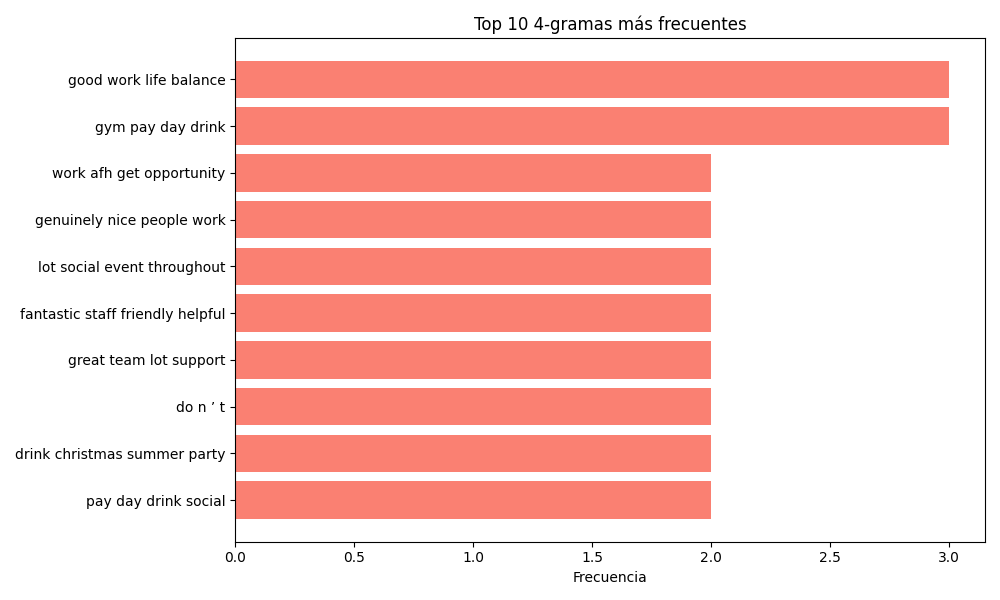 Top 10 4-gramas más frecuentes
good work life balance
gym pay day drink
work afh get opportunity
genuinely nice people work
lot social event throughout
fantastic staff friendly helpful
great team lot support
do n ’ t
drink christmas summer party
pay day drink social
0.0 0.5 1.0 1.5 2.0 2.5 3.0
Frecuencia